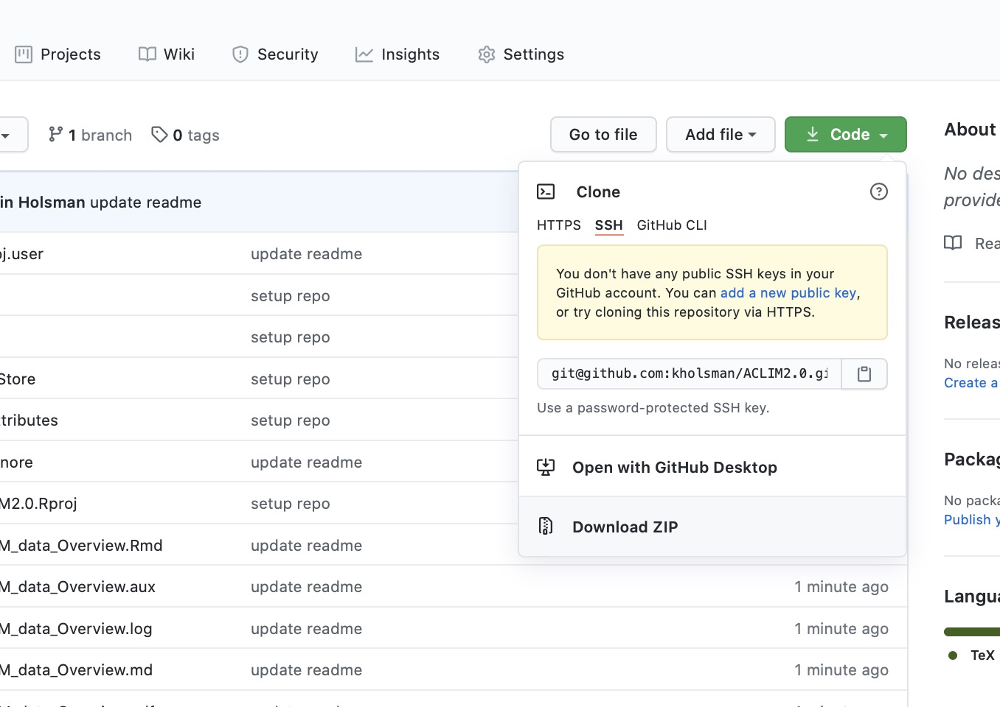 Projects Wiki Security Insights Settings
1 branch 0 tags Go to file Add file Code
About
No des
provide
in Holsman update readme
Clone
HTTPS SSH GitHub CLI
You don't have any public SSH keys in your
GitHub account. You can add a new public key,
or try cloning this repository via HTTPS.
git@github.com:kholsman/ACLIM2.0.gi
Use a password-protected SSH key.
Open with GitHub Desktop
Download ZIP
j.user update readme
setup repo
setup repo
Store setup repo
tributes setup repo
nore update readme
M2.0.Rproj setup repo
M_data_Overview.Rmd update readme
M_data_Overview.aux update readme 1 minute ago
M_data_Overview.log update readme 1 minute ago
M_data_Overview.md update readme 1 minute ago
Rea
Releas
No releas
Create a
Packag
No packa
Publish y
Langua
TeX